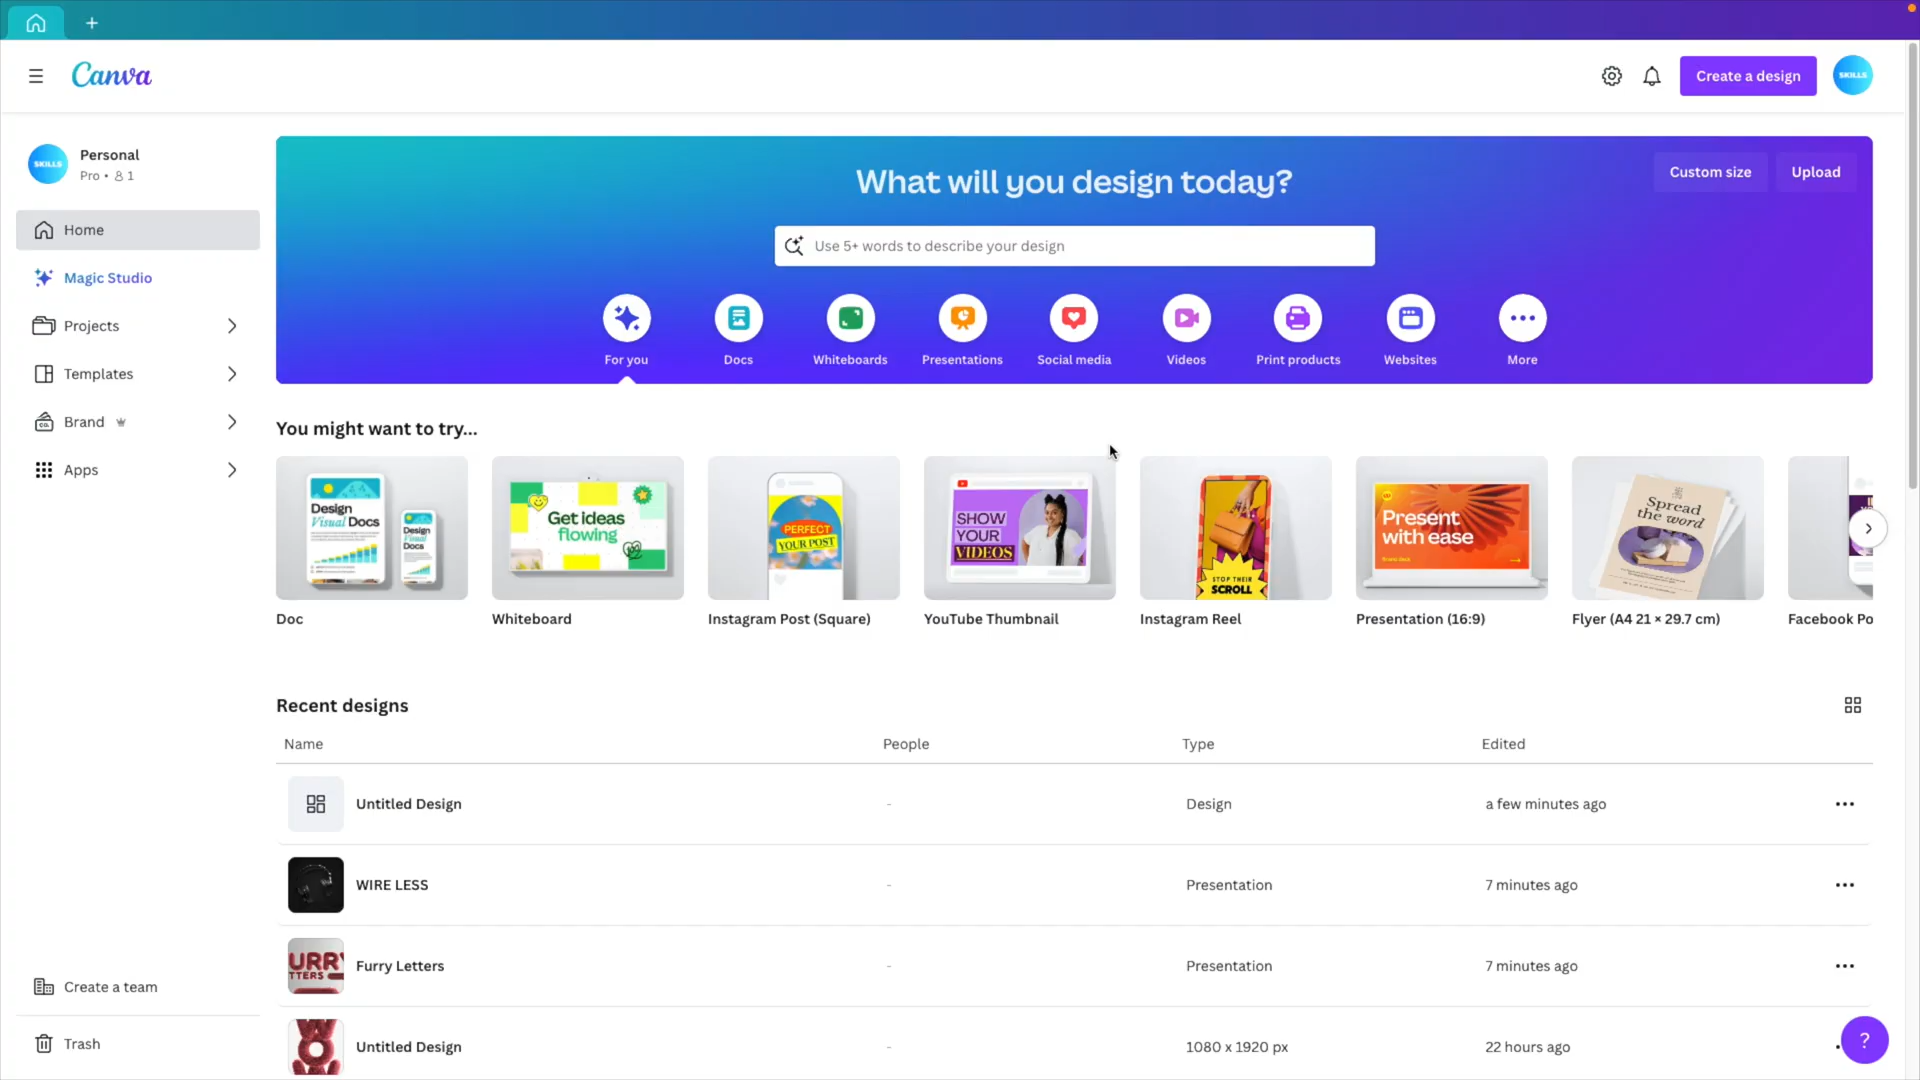 Canva
Create a design
SKILLS
SKILLS
Personal
Pro • 1
Home
Magic Studio
Projects
Templates
Brand
Apps
Create a team
Trash
What will you design today?
Custom size
Upload
Use 5+ words to describe your design
For you
Docs
Whiteboards
Presentations
Social media
Videos
Print products
Websites
More
You might want to try...
Design
Visual Docs
Design
Visual
Docs
Doc
Get ideas
flowing
Whiteboard
PERFECT
YOUR POST
Instagram Post (Square)
SHOW
YOUR
VIDEOS
YouTube Thumbnail
STOP THEIR
SCROLL
Instagram Reel
Present
with ease
Presentation (16:9)
Spread
the word
Flyer (A4 21 × 29.7 cm)
Facebook Po
Recent designs
Name
People
Type
Edited
Untitled Design
-
Design
a few minutes ago
WIRE LESS
-
Presentation
7 minutes ago
URRY
TTERS
Furry Letters
-
Presentation
7 minutes ago
Untitled Design
-
1080 x 1920 px
22 hours ago
?